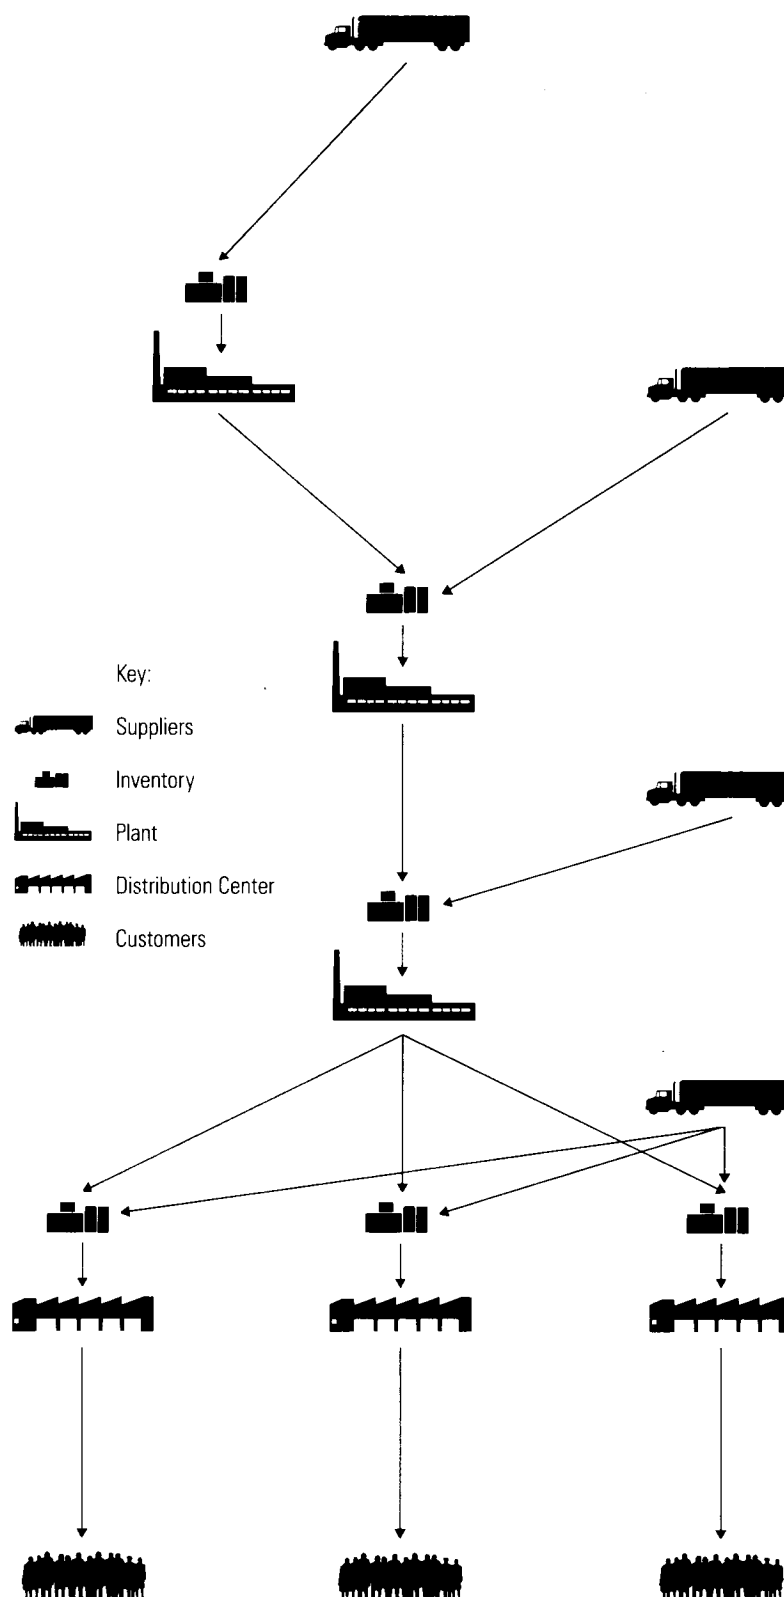 Key:
Suppliers
Inventory
Plant
Distribution Center
Customers